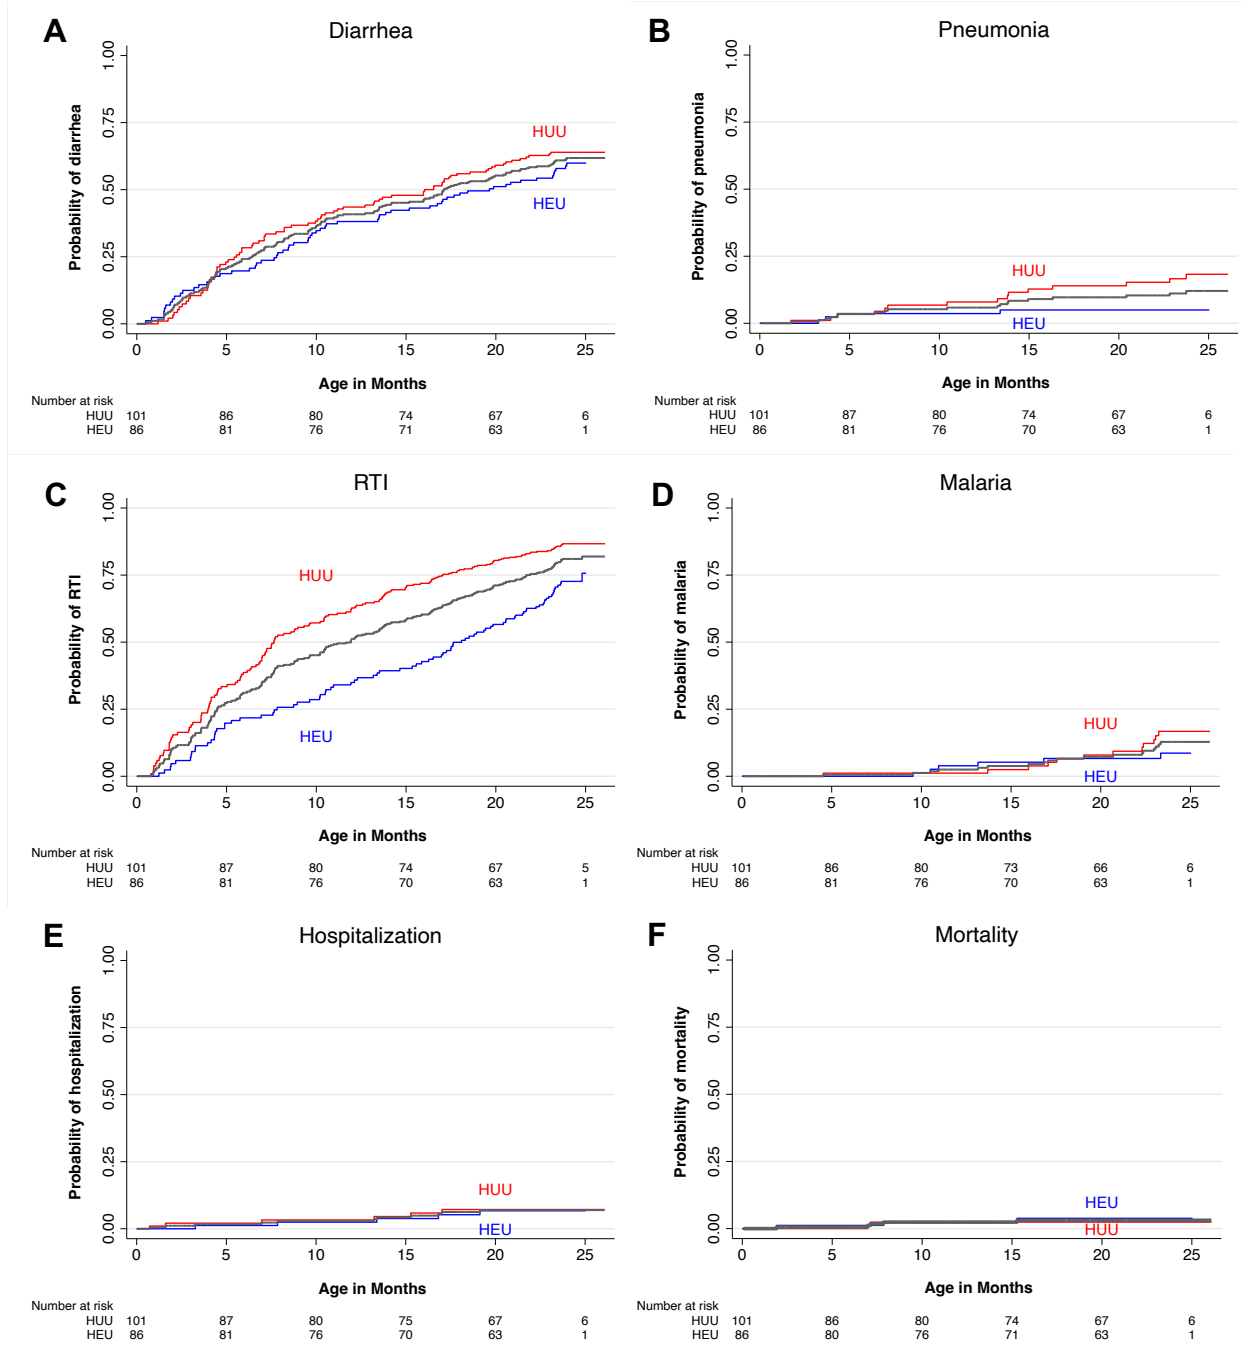 A
Diarrhea
Probability of diarrhea
1.00
0.75
0.50
0.25
0.00
HUU
HEU
0 5 10 15 20 25
Age in Months
Number at risk
HUU 101 86 80 74 67 6
HEU 86 81 76 71 63 1
B
Pneumonia
Probability of pneumonia
1.00
0.75
0.50
0.25
0.00
HUU
HEU
0 5 10 15 20 25
Age in Months
Number at risk
HUU 101 87 80 74 67 6
HEU 86 81 76 70 63 1
C
RTI
Probability of RTI
1.00
0.75
0.50
0.25
0.00
HUU
HEU
0 5 10 15 20 25
Age in Months
Number at risk
HUU 101 87 80 74 67 5
HEU 86 81 76 70 63 1
D
Malaria
Probability of malaria
1.00
0.75
0.50
0.25
0.00
HUU
HEU
0 5 10 15 20 25
Age in Months
Number at risk
HUU 101 86 80 73 66 6
HEU 86 81 76 70 63 1
E
Hospitalization
Probability of hospitalization
1.00
0.75
0.50
0.25
0.00
HUU
HEU
0 5 10 15 20 25
Age in Months
Number at risk
HUU 101 87 80 75 67 6
HEU 86 81 76 70 63 1
F
Mortality
Probability of mortality
1.00
0.75
0.50
0.25
0.00
HEU
HUU
0 5 10 15 20 25
Age in Months
Number at risk
HUU 101 86 80 74 67 6
HEU 86 80 76 71 63 1